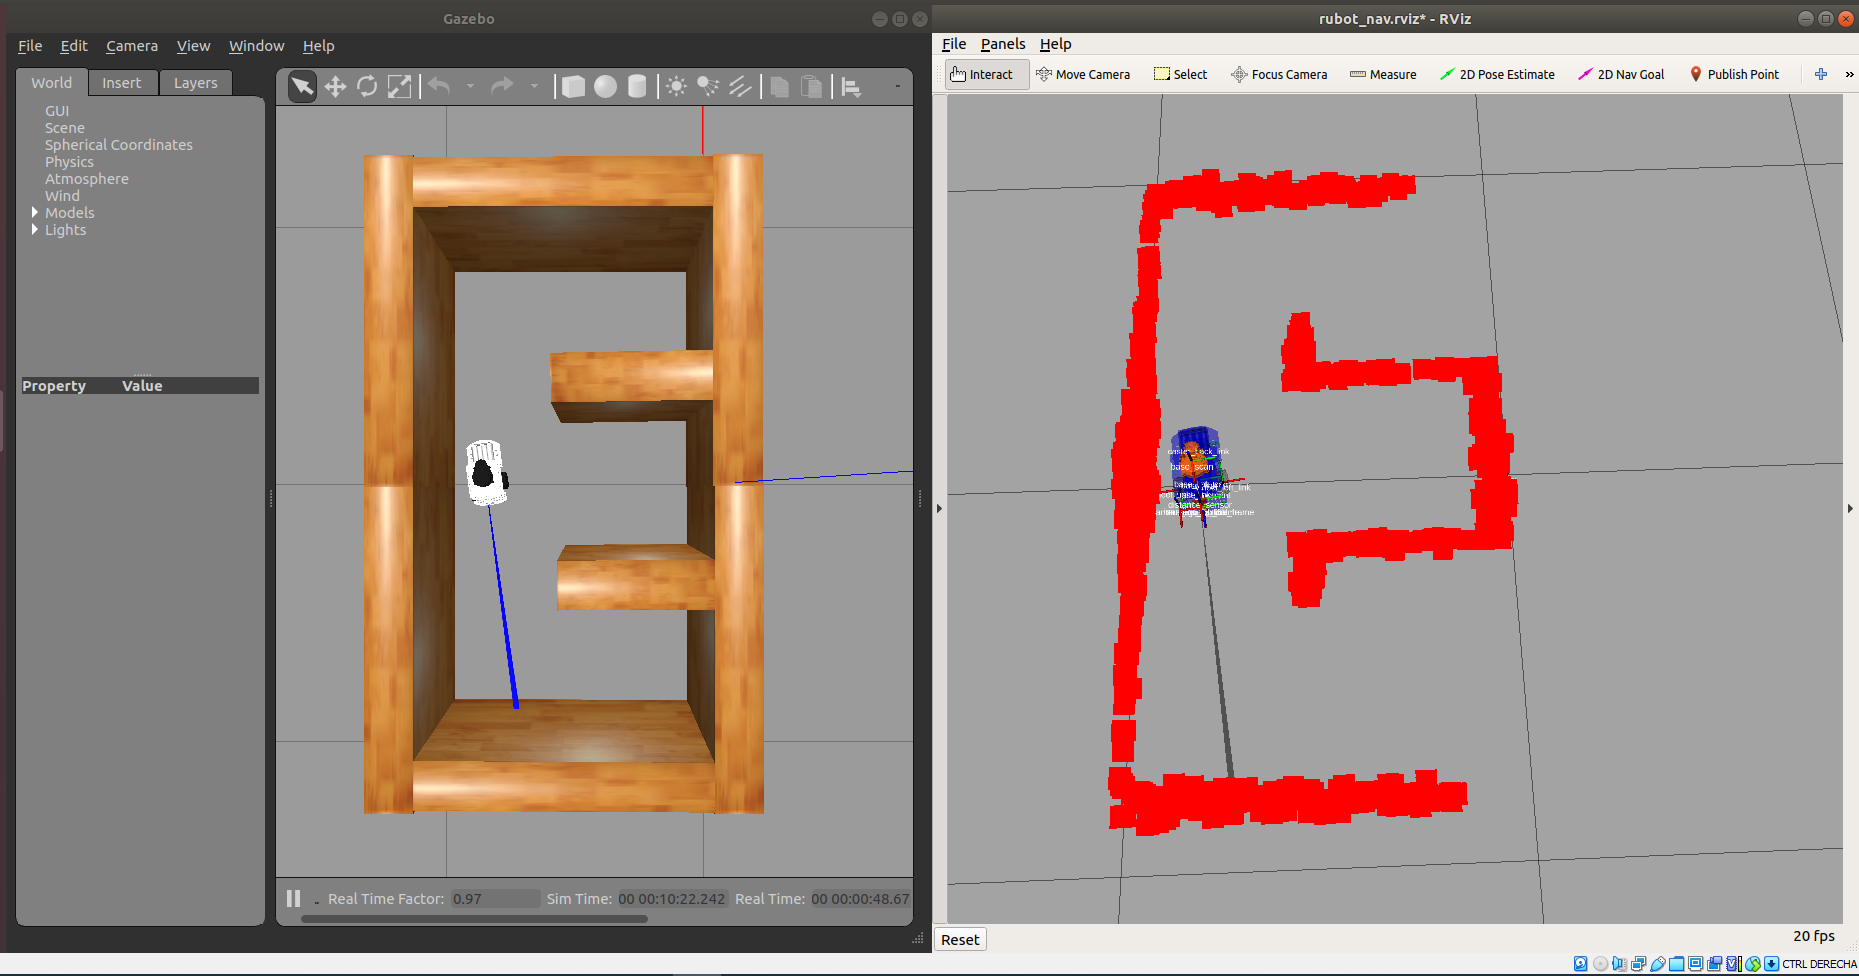 Gazebo
File Edit Camera View Window Help
World Insert Layers
GUI
Scene
Spherical Coordinates
Physics
Atmosphere
Wind
Models
Lights
Property Value
Real Time Factor: 0.97 Sim Time: 00 00:10:22.242 Real Time: 00 00:00:48.67
rubot_nav.rviz* - RViz
File Panels Help
Interact Move Camera Select Focus Camera Measure 2D Pose Estimate 2D Nav Goal Publish Point »
base_scan
distance_sensor
Reset
20 fps
CTRL DERECHA